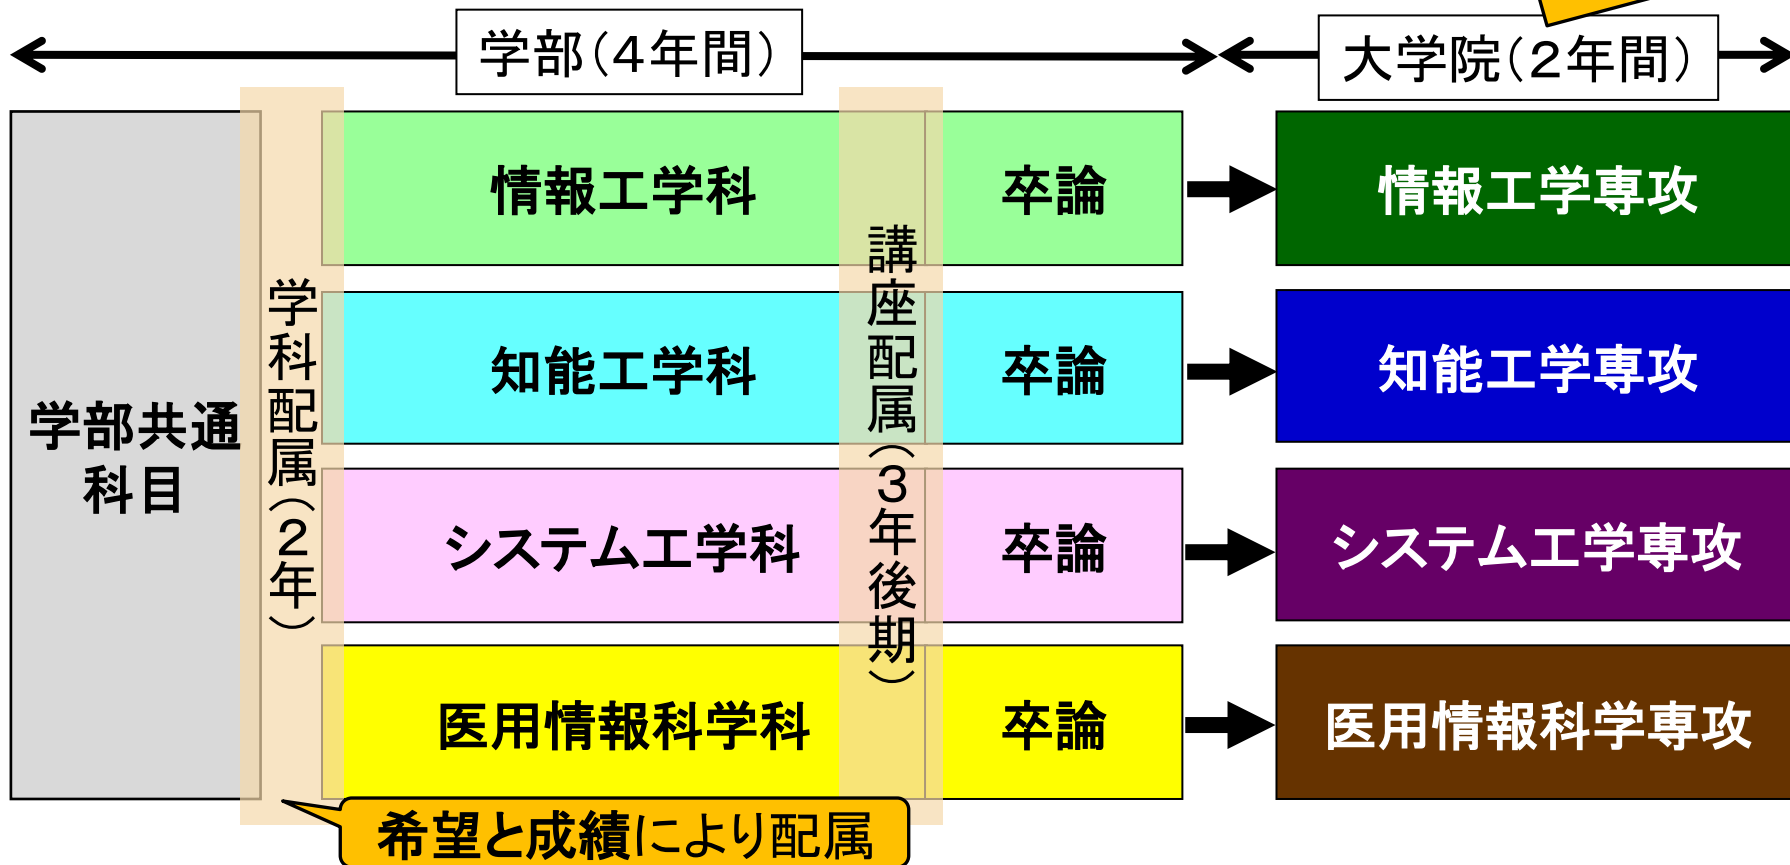 学部（４年間）
大学院（２年間）
学部共通
科目
学科配属（２年）
講座配属（３年後期）
情報工学科
卒論
情報工学専攻
知能工学科
卒論
知能工学専攻
システム工学科
卒論
システム工学専攻
医用情報科学科
卒論
医用情報科学専攻
希望と成績により配属